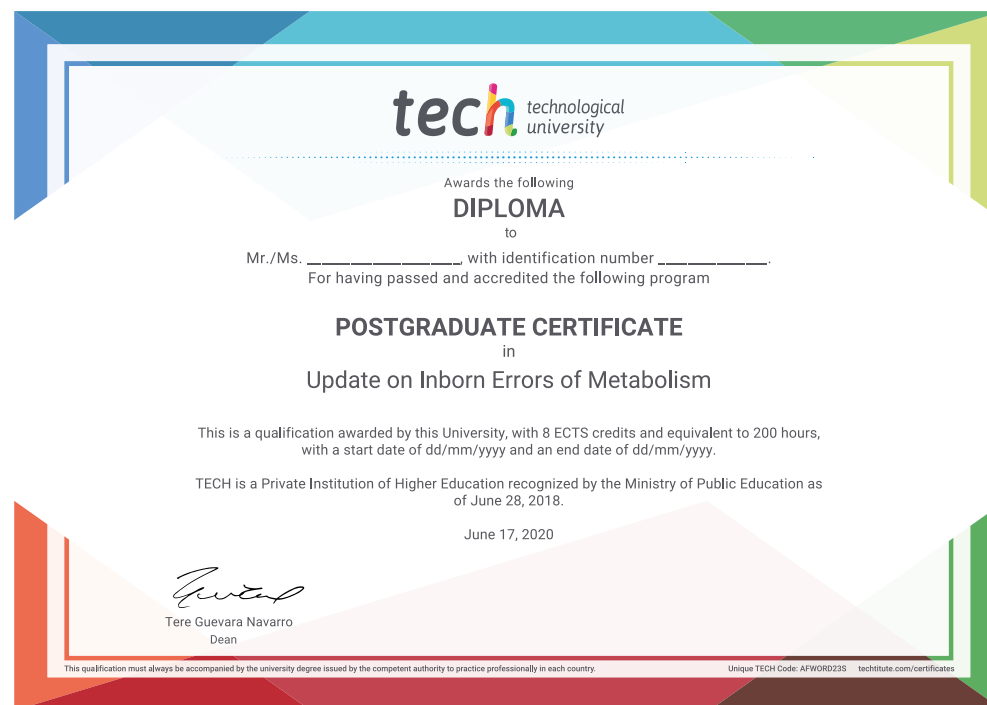 tech technological
university
Awards the following
DIPLOMA
to
Mr./Ms. ____________________, with identification number ______________.
For having passed and accredited the following program
POSTGRADUATE CERTIFICATE
in
Update on Inborn Errors of Metabolism
This is a qualification awarded by this University, with 8 ECTS credits and equivalent to 200 hours,
with a start date of dd/mm/yyyy and an end date of dd/mm/yyyy.
TECH is a Private Institution of Higher Education recognized by the Ministry of Public Education as
of June 28, 2018.
June 17, 2020
Tere Guevara Navarro
Dean
This qualification must always be accompanied by the university degree issued by the competent authority to practice professionally in each country.
Unique TECH Code: AFWORD23S techtitute.com/certificates